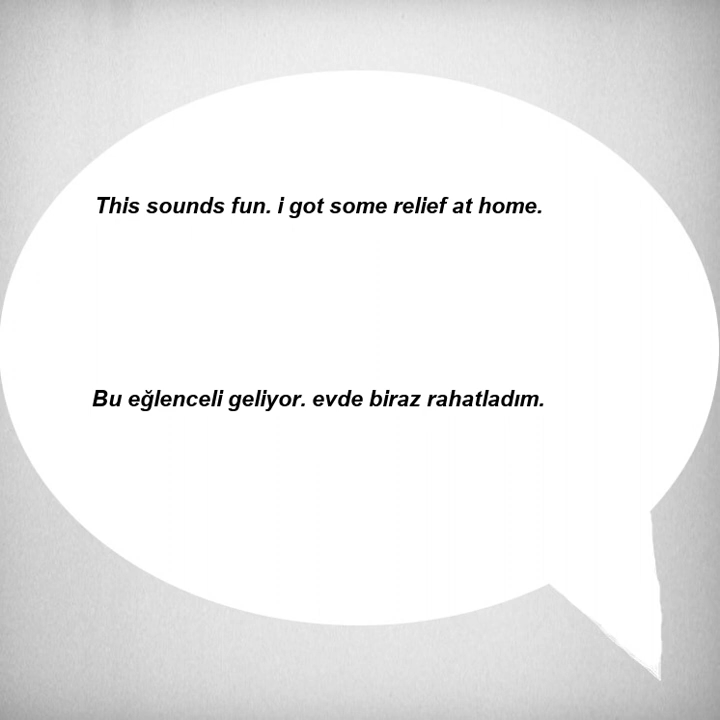 This sounds fun. i got some relief at home.
Bu eğlenceli geliyor. evde biraz rahatladım.